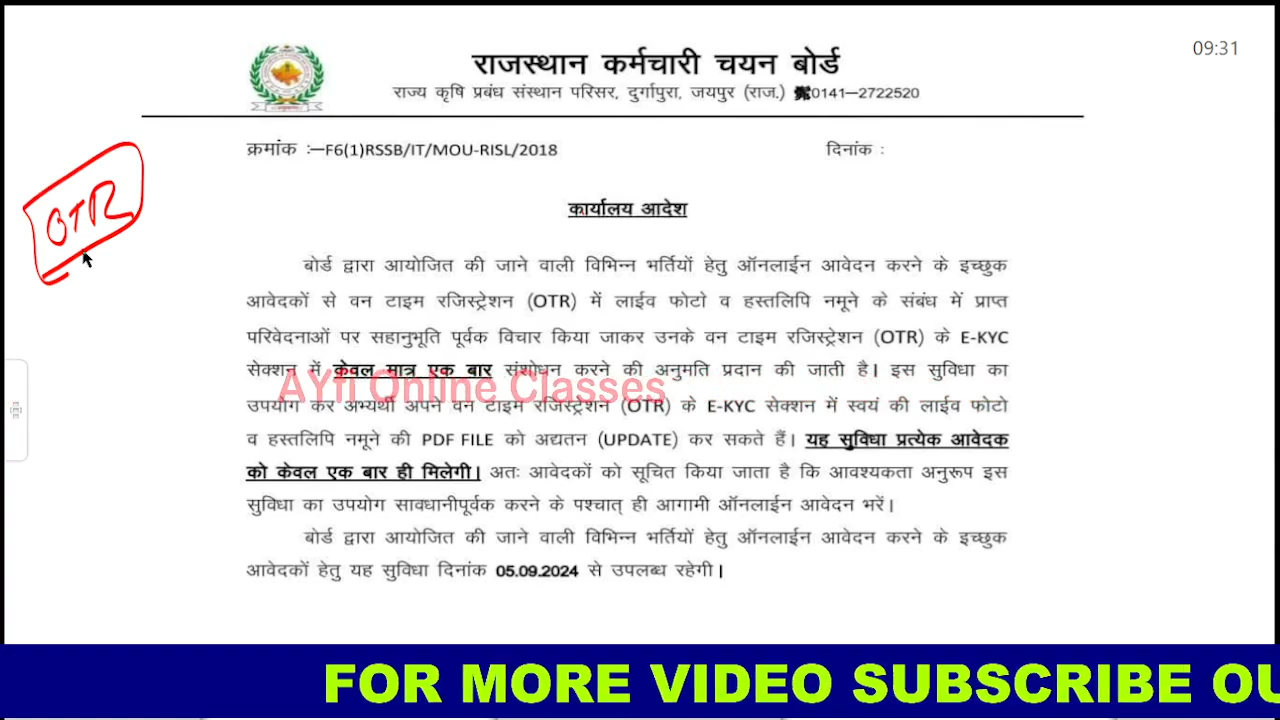 09:31
राजस्थान कर्मचारी चयन बोर्ड
राज्य कृषि प्रबंध संस्थान परिसर, दुर्गापुरा, जयपुर (राज.) 0141–2722520
क्रमांक :–F6(1)RSSB/IT/MOU-RISL/2018 दिनांक :
OTR
कार्यालय आदेश
बोर्ड द्वारा आयोजित की जाने वाली विभिन्न भर्तियों हेतु ऑनलाईन आवेदन करने के इच्छुक
आवेदकों से वन टाइम रजिस्ट्रेशन (OTR) में लाईव फोटो व हस्तलिपि नमूने के संबंध में प्राप्त
परिवेदनाओं पर सहानुभूति पूर्वक विचार किया जाकर उनके वन टाइम रजिस्ट्रेशन (OTR) के E-KYC
सेक्शन में केवल मात्र एक बार संशोधन करने की अनुमति प्रदान की जाती है। इस सुविधा का
AYfi Online Classes
उपयोग कर अभ्यर्थी अपने वन टाइम रजिस्ट्रेशन (OTR) के E-KYC सेक्शन में स्वयं की लाईव फोटो
व हस्तलिपि नमूने की PDF FILE को अद्यतन (UPDATE) कर सकते हैं। यह सुविधा प्रत्येक आवेदक
को केवल एक बार ही मिलेगी। अतः आवेदकों को सूचित किया जाता है कि आवश्यकता अनुरूप इस
सुविधा का उपयोग सावधानीपूर्वक करने के पश्चात् ही आगामी ऑनलाईन आवेदन भरें।
बोर्ड द्वारा आयोजित की जाने वाली विभिन्न भर्तियों हेतु ऑनलाईन आवेदन करने के इच्छुक
आवेदकों हेतु यह सुविधा दिनांक 05.09.2024 से उपलब्ध रहेगी।
FOR MORE VIDEO SUBSCRIBE OU